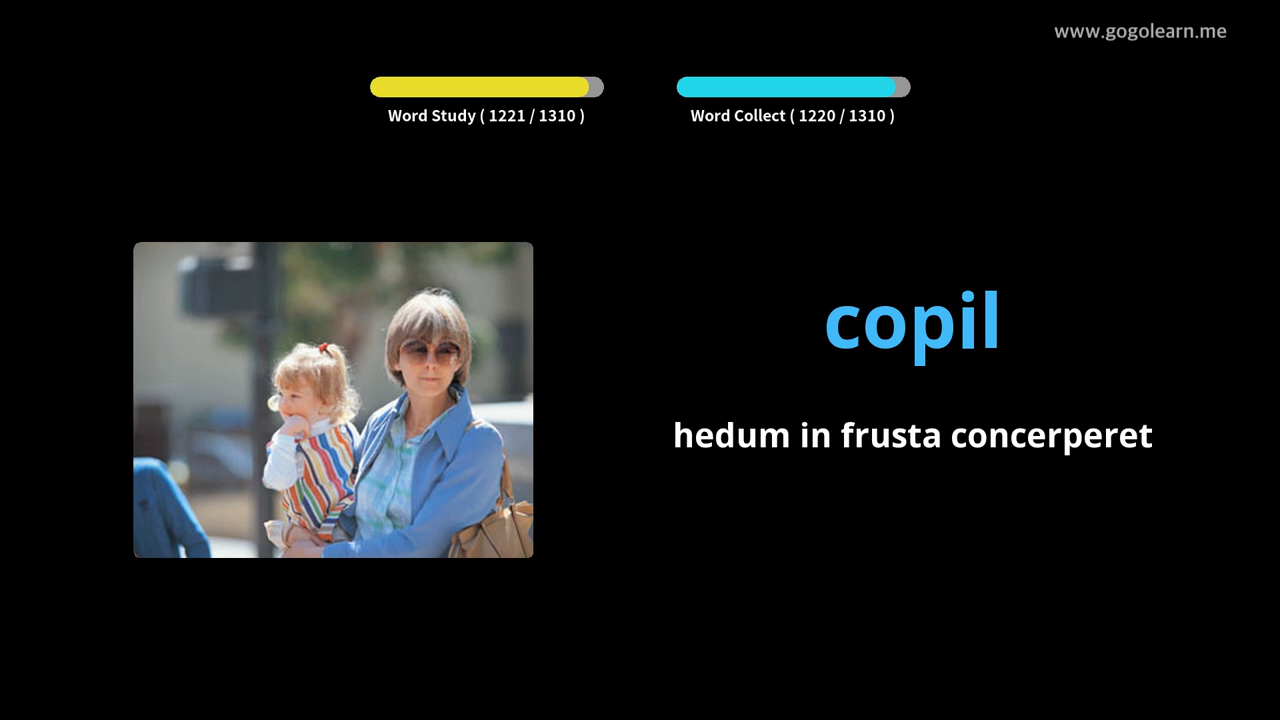 www.gogolearn.me
Word Study ( 1221 / 1310 )
Word Collect ( 1220 / 1310 )
copil
hedum in frusta concerperet